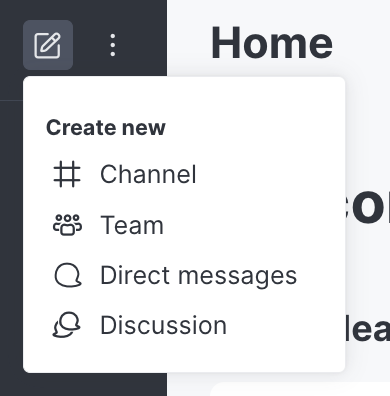 Home
Create new
Channel
Team
Direct messages
Discussion